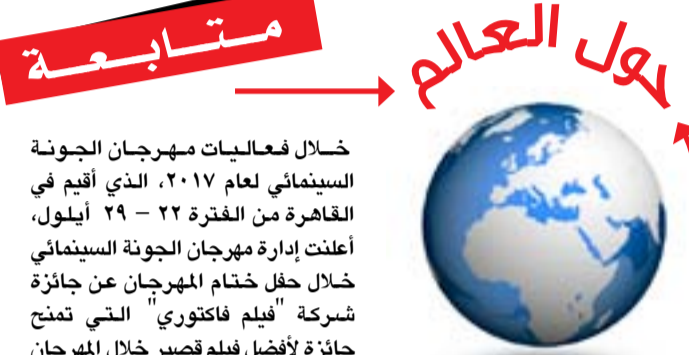 حول العالم
متابعة
خلال فعاليات مهرجان الجونة
السينمائي لعام ٢٠١٧، الذي أقيم في
القاهرة من الفترة ٢٢ – ٢٩ أيلول،
أعلنت إدارة مهرجان الجونة السينمائي
خلال حفل ختام المهرجان عن جائزة
شركة "فيلم فاكتوري" التي تمنح
جائزة لأفضل فيلم قصير خلال المهرجان